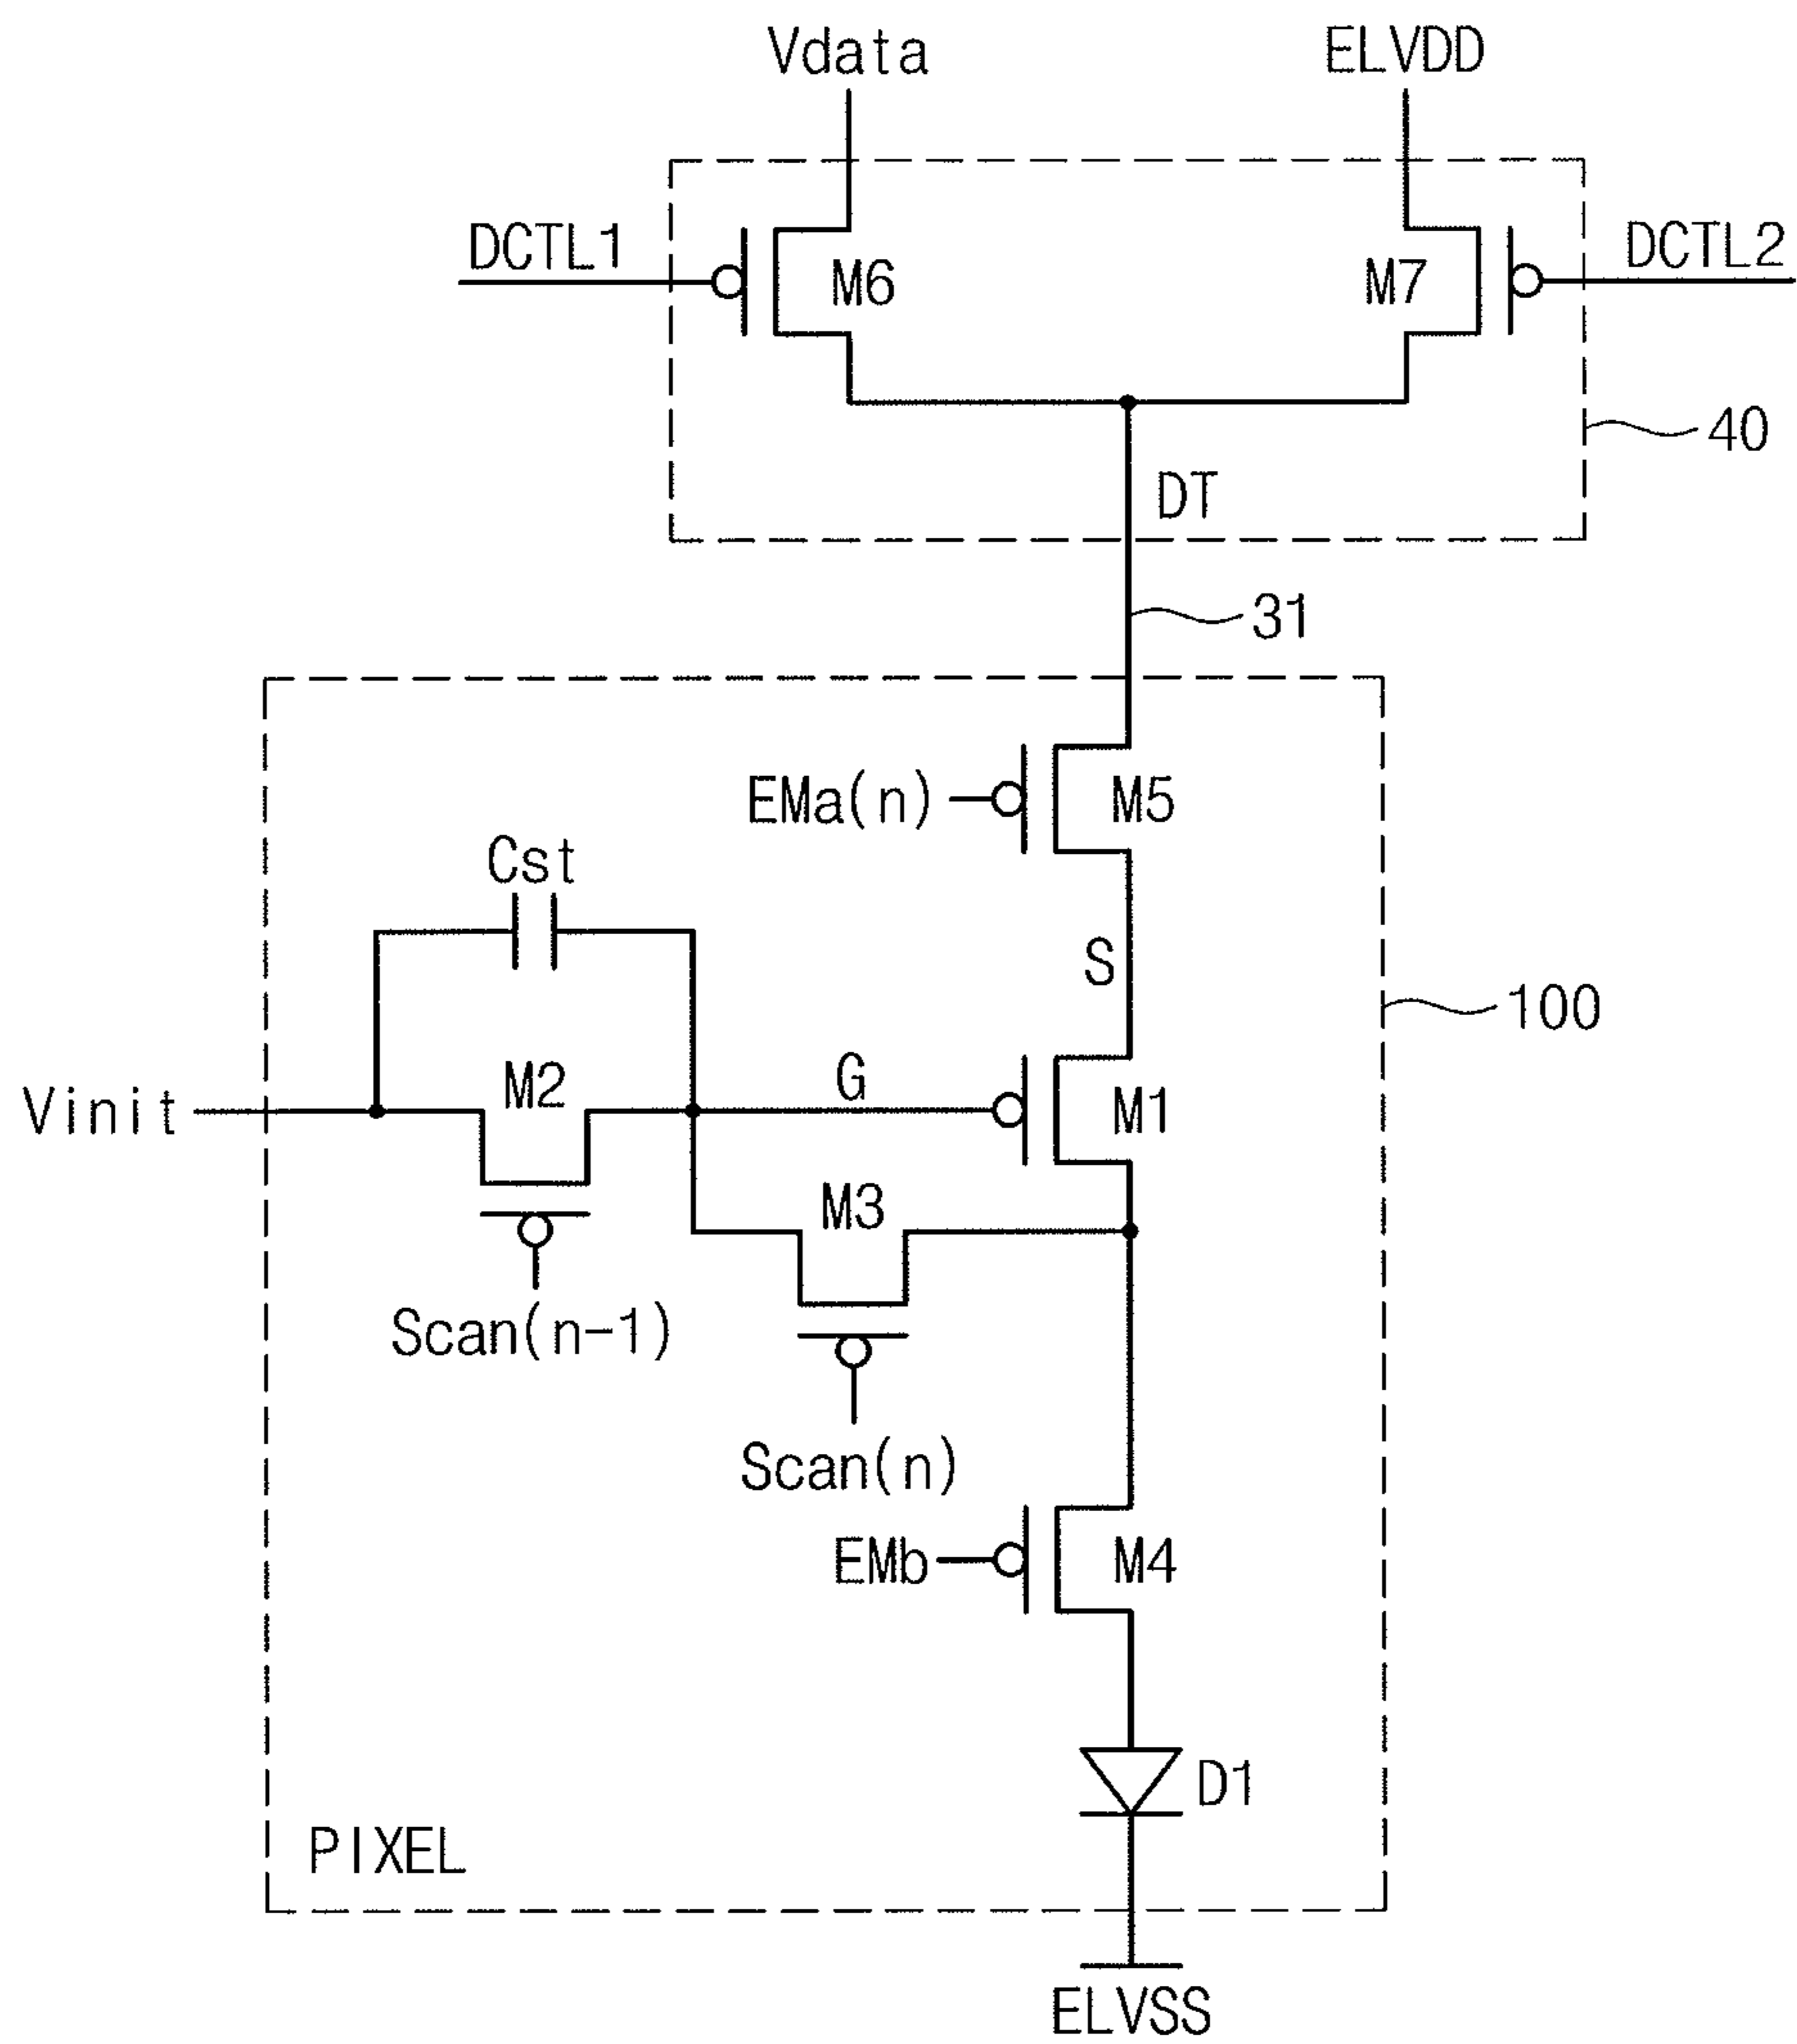 Vdata
ELVDD
DCTL1
DCTL2
M6
M7
40
DT
31
EMa(n)
M5
Cst
S
100
Vinit
M2
G
M1
M3
Scan(n-1)
Scan(n)
EMb
M4
D1
PIXEL
ELVSS